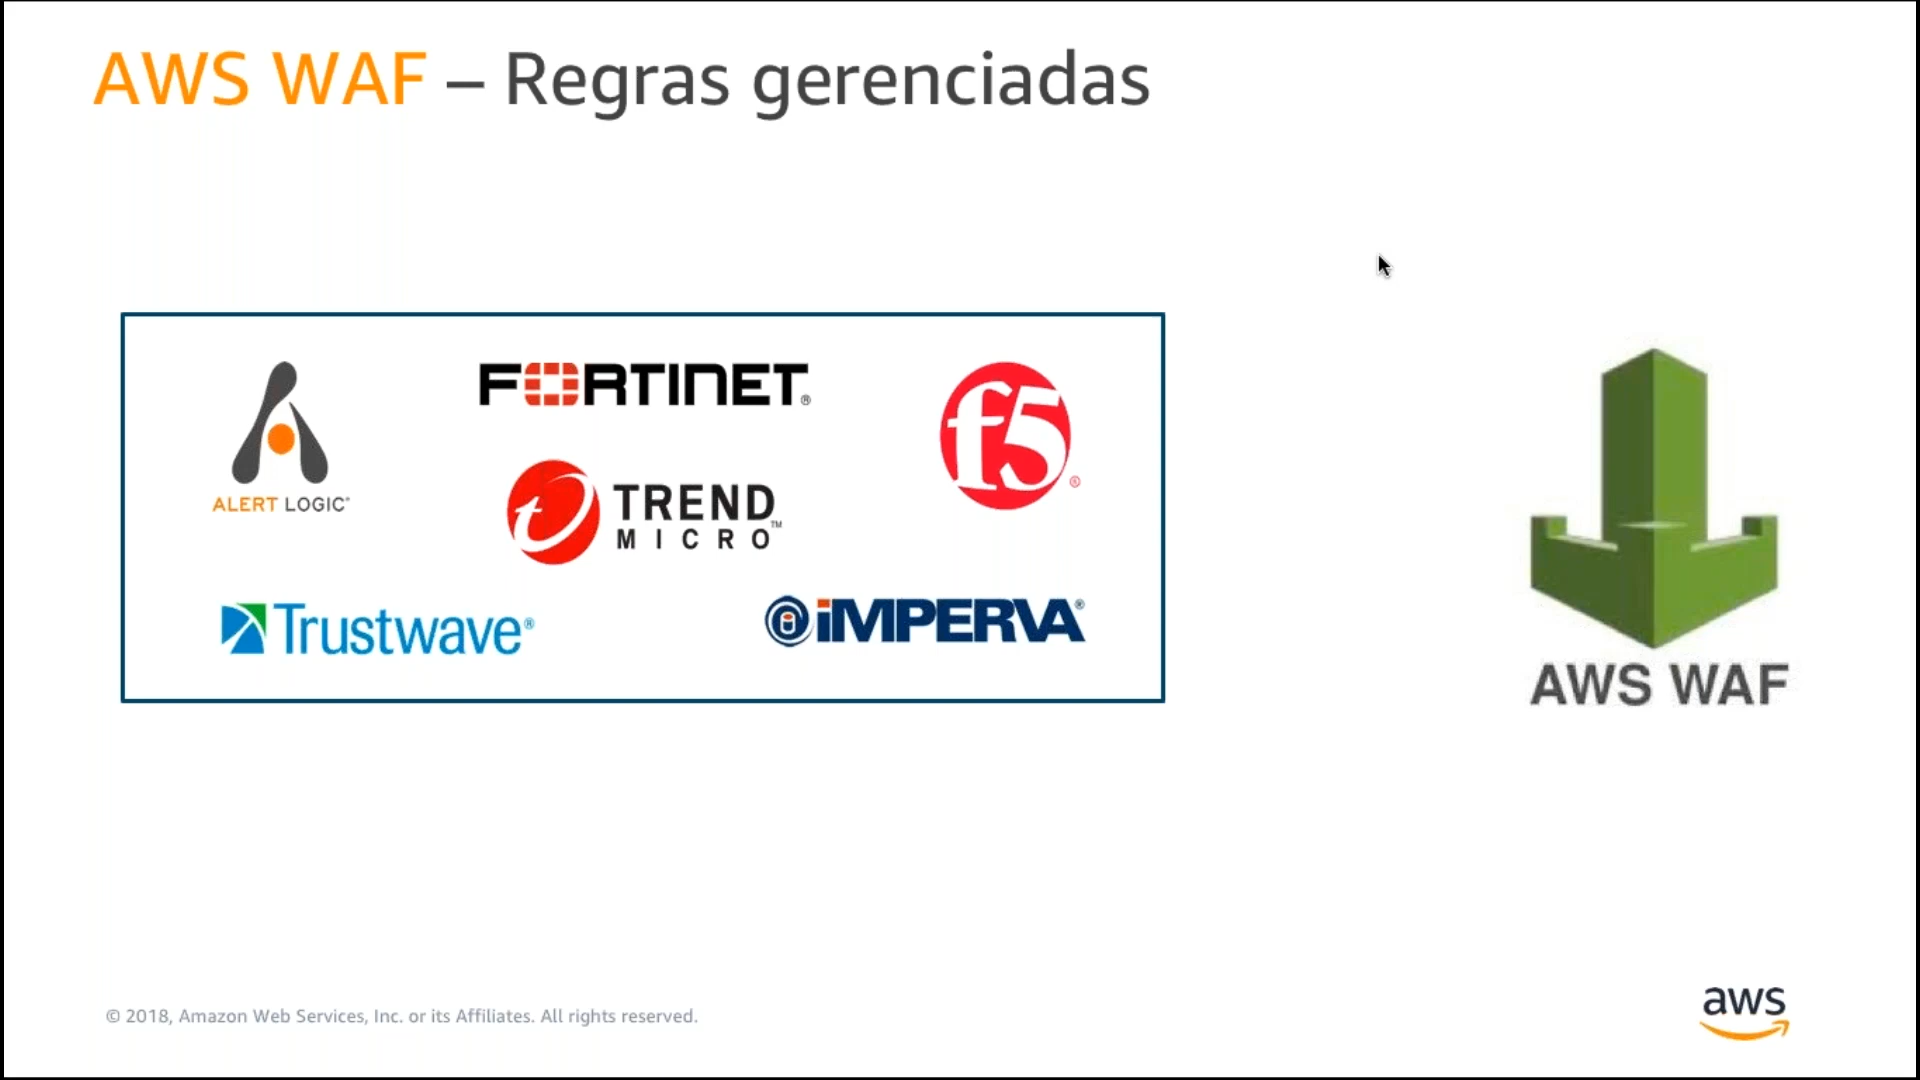 AWS WAF – Regras gerenciadas
ALERT LOGIC®
FORTINET®
f5®
TREND
MICRO™
Trustwave®
iMPERVA®
AWS WAF
© 2018, Amazon Web Services, Inc. or its Affiliates. All rights reserved.
aws